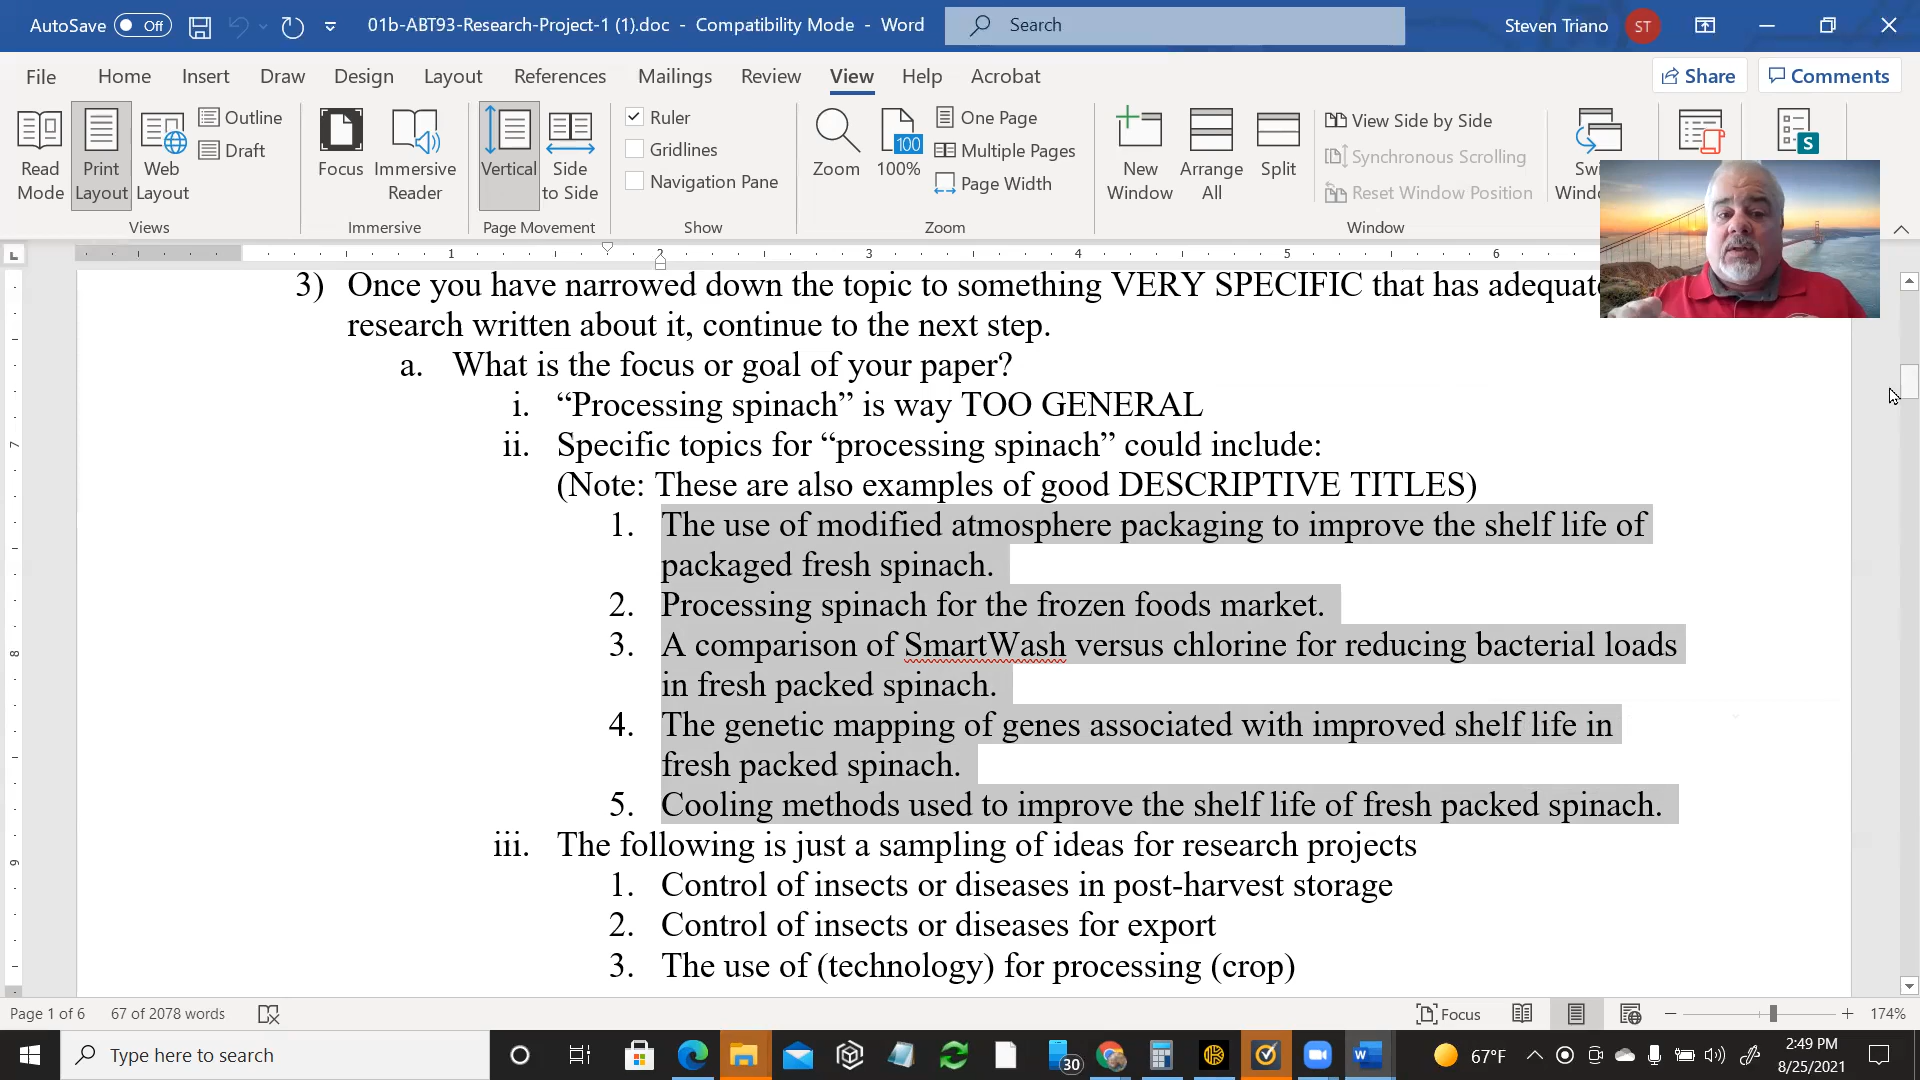 AutoSave Off 01b-ABT93-Research-Project-1 (1).doc - Compatibility Mode - Word Search Steven Triano ST
File Home Insert Draw Design Layout References Mailings Review View Help Acrobat Share Comments
Read Mode
Print Layout
Web Layout
Outline
Draft
Views
Focus
Immersive Reader
Immersive
Vertical
Side to Side
Page Movement
Ruler
Gridlines
Navigation Pane
Show
Zoom
100
100%
One Page
Multiple Pages
Page Width
Zoom
New Window
Arrange All
Split
View Side by Side
Synchronous Scrolling
Reset Window Position
Window
S
L
1 2 3 4 5 6
3) Once you have narrowed down the topic to something VERY SPECIFIC that has
research written about it, continue to the next step.
a. What is the focus or goal of your paper?
i. “Processing spinach” is way TOO GENERAL
ii. Specific topics for “processing spinach” could include:
(Note: These are also examples of good DESCRIPTIVE TITLES)
1. The use of modified atmosphere packaging to improve the shelf life of
packaged fresh spinach.
2. Processing spinach for the frozen foods market.
3. A comparison of SmartWash versus chlorine for reducing bacterial loads
in fresh packed spinach.
4. The genetic mapping of genes associated with improved shelf life in
fresh packed spinach.
5. Cooling methods used to improve the shelf life of fresh packed spinach.
iii. The following is just a sampling of ideas for research projects
1. Control of insects or diseases in post-harvest storage
2. Control of insects or diseases for export
3. The use of (technology) for processing (crop)
7
8
9
Page 1 of 6 67 of 2078 words Focus 174%
Type here to search 30 67°F 2:49 PM
8/25/2021